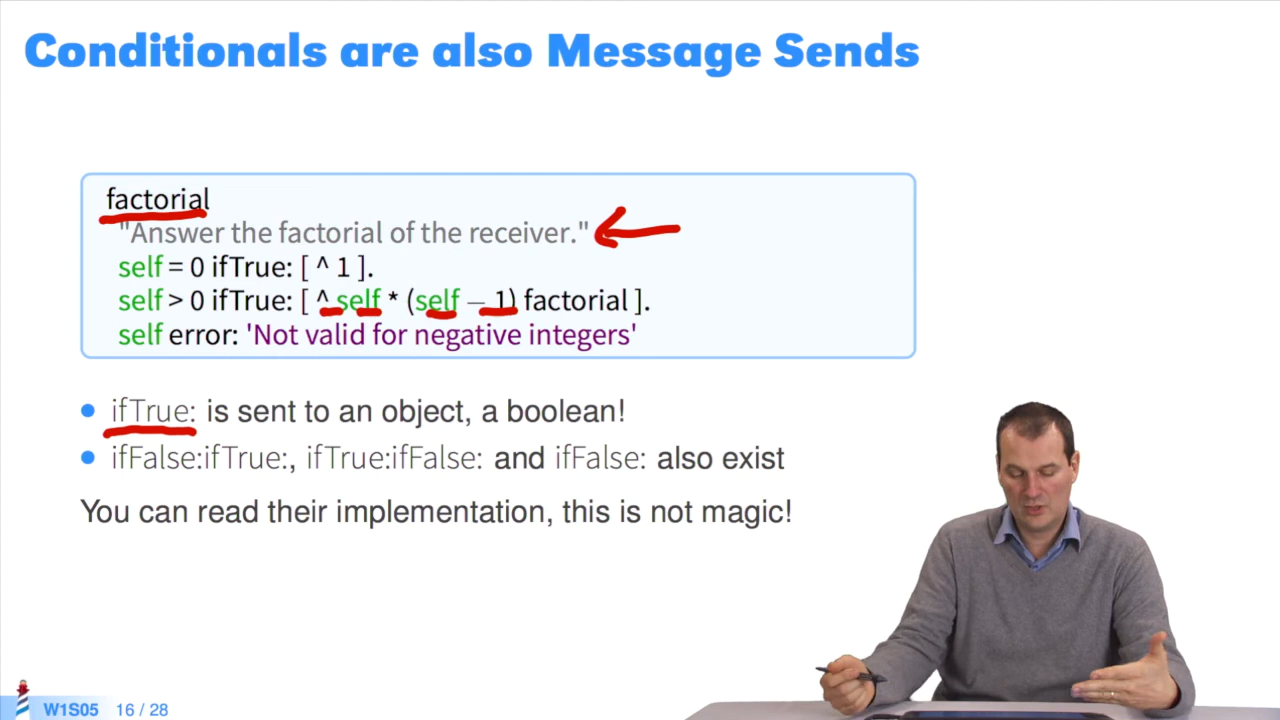 Conditionals are also Message Sends
factorial
"Answer the factorial of the receiver."
self = 0 ifTrue: [ ^ 1 ].
self > 0 ifTrue: [ ^ self * (self – 1) factorial ].
self error: 'Not valid for negative integers'
ifTrue: is sent to an object, a boolean!
ifFalse:ifTrue:, ifTrue:ifFalse: and ifFalse: also exist
You can read their implementation, this is not magic!
W1S05 16 / 28